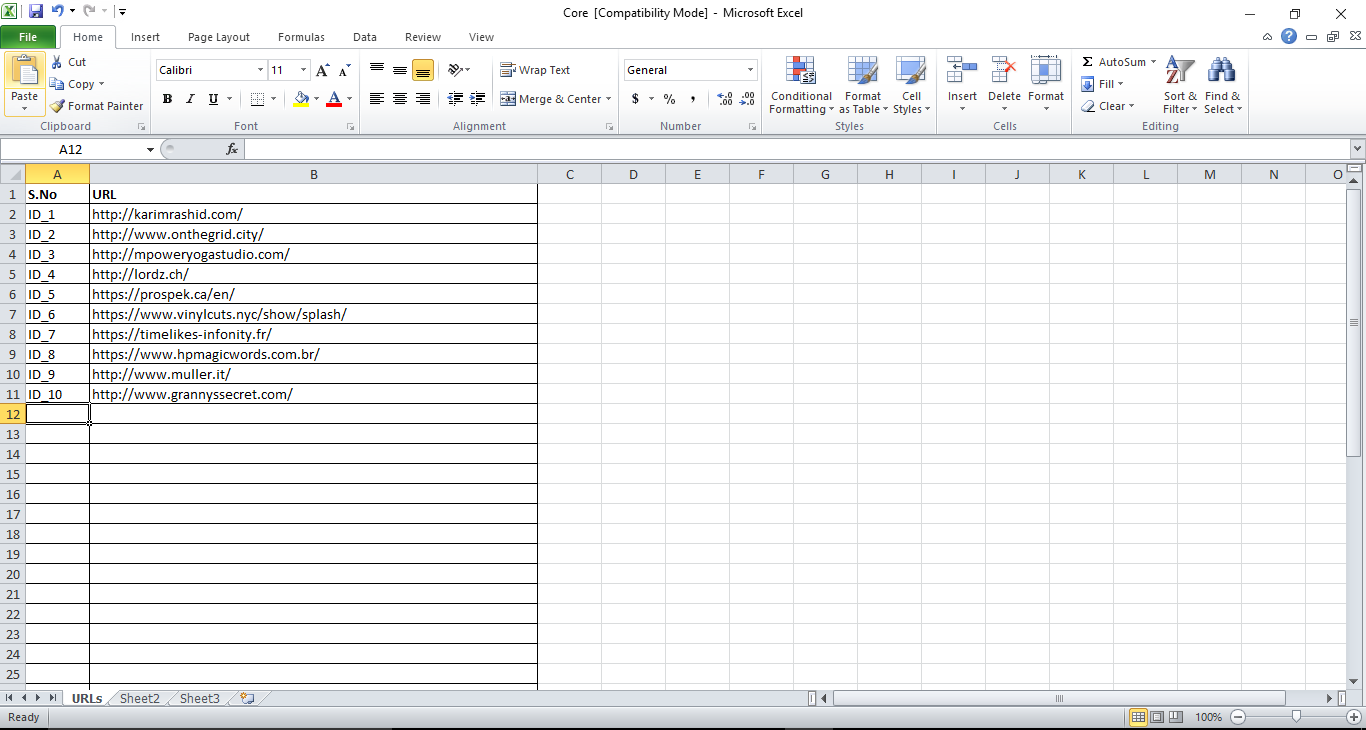 Core [Compatibility Mode] - Microsoft Excel
File Home Insert Page Layout Formulas Data Review View
Paste Cut Copy Format Painter Clipboard
Calibri 11 A A B I U A Font
Wrap Text Merge & Center Alignment
General $ % , .0 .00 .00 .0 Number
Conditional Formatting Format as Table Cell Styles Styles
Insert Delete Format Cells
Σ AutoSum Fill Clear Sort & Filter Find & Select Editing
A12 fx
A B C D E F G H I J K L M N O
1 S.No URL
2 ID_1 http://karimrashid.com/
3 ID_2 http://www.onthegrid.city/
4 ID_3 http://mpoweryogastudio.com/
5 ID_4 http://lordz.ch/
6 ID_5 https://prospek.ca/en/
7 ID_6 https://www.vinylcuts.nyc/show/splash/
8 ID_7 https://timelikes-infonity.fr/
9 ID_8 https://www.hpmagicwords.com.br/
10 ID_9 http://www.muller.it/
11 ID_10 http://www.grannyssecret.com/
12
13
14
15
16
17
18
19
20
21
22
23
24
25
URLs Sheet2 Sheet3
Ready 100%